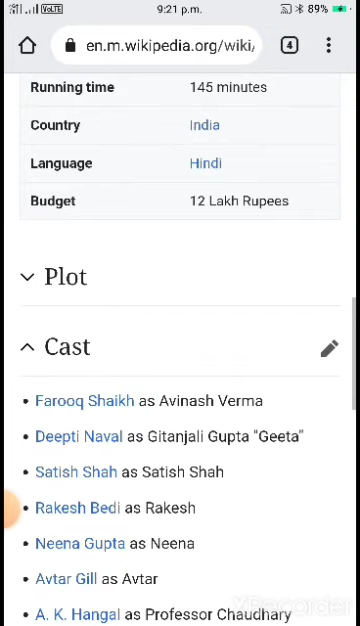 VoLTE 9:21 p.m. 89%
en.m.wikipedia.org/wiki/ 4
Running time 145 minutes
Country India
Language Hindi
Budget 12 Lakh Rupees
Plot
Cast
• Farooq Shaikh as Avinash Verma
• Deepti Naval as Gitanjali Gupta "Geeta"
• Satish Shah as Satish Shah
• Rakesh Bedi as Rakesh
• Neena Gupta as Neena
• Avtar Gill as Avtar
• A. K. Hangal as Professor Chaudhary